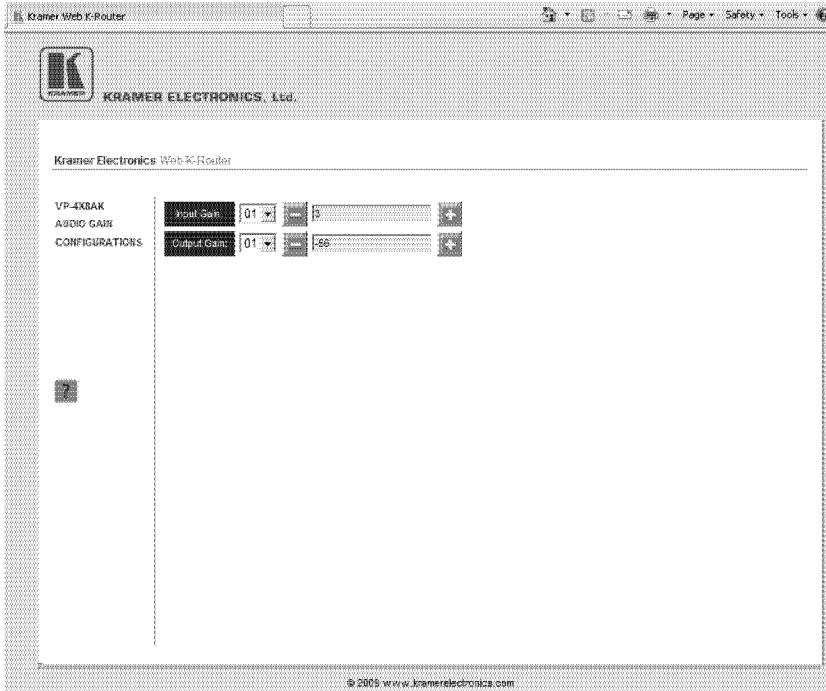 Kramer Web K-Router
Page Safety Tools
K
KRAMER
KRAMER ELECTRONICS, Ltd.
Kramer Electronics Web K-Router
VP-4X8AK
AUDIO GAIN
CONFIGURATIONS
Input Gain: 01 3
Output Gain: 01 -56
?
© 2009 www.kramerelectronics.com